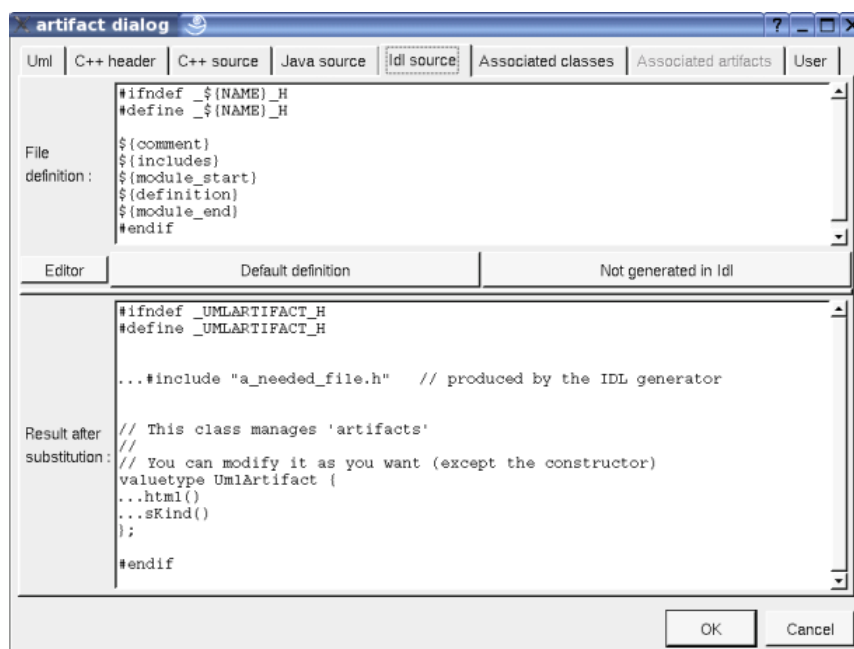 artifact dialog
Uml C++ header C++ source Java source Idl source Associated classes Associated artifacts User
File
definition :
#ifndef _${NAME}_H
#define _${NAME}_H
${comment}
${includes}
${module_start}
${definition}
${module_end}
#endif
Editor Default definition Not generated in Idl
Result after
substitution :
#ifndef _UMLARTIFACT_H
#define _UMLARTIFACT_H
...#include "a_needed_file.h" // produced by the IDL generator
// This class manages 'artifacts'
//
// You can modify it as you want (except the constructor)
valuetype UmlArtifact {
...html()
...sKind()
};
#endif
OK Cancel